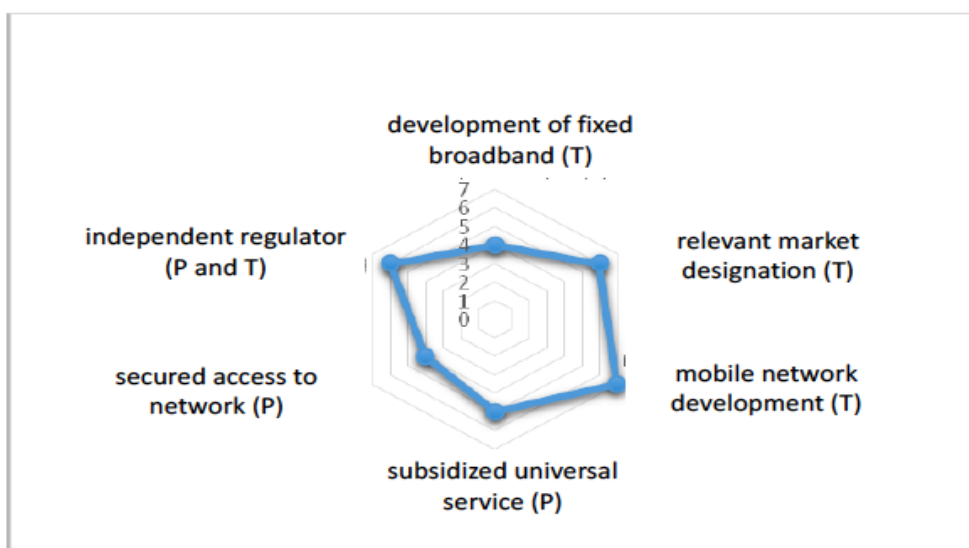 development of fixed
broadband (T)
7
6
5
4
3
2
1
0
independent regulator
(P and T)
relevant market
designation (T)
secured access to
network (P)
mobile network
development (T)
subsidized universal
service (P)